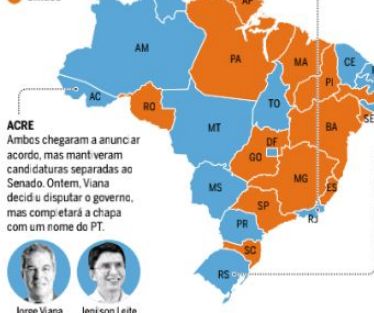 AP
AM
PA
MA
CE
PI
AC
RO
TO
SE
BA
MT
DF
GO
MG
MS
ES
SP
RJ
PR
SC
RS
ACRE
Ambos chegaram a anunciar
acordo, mas mantiveram
candidaturas separadas ao
Senado. Ontem, Viana
decidiu disputar o governo,
mas completará a chapa
com um nome do PT.
Jorge Viana
Jenilson Leite